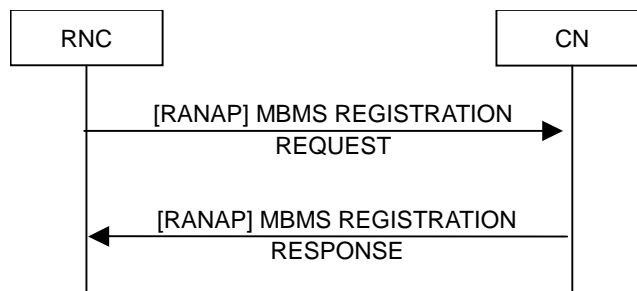 RNC
CN
[RANAP] MBMS REGISTRATION
REQUEST
[RANAP] MBMS REGISTRATION
RESPONSE